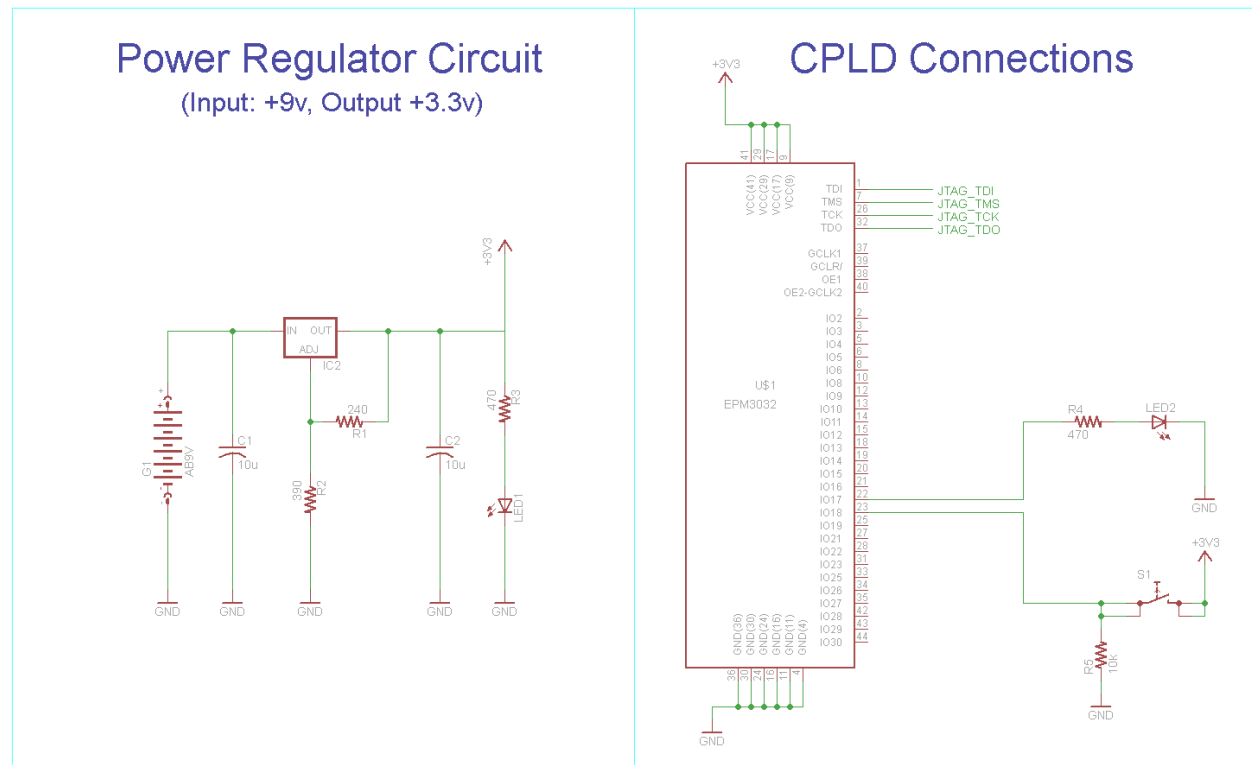 Power Regulator Circuit
(Input: +9v, Output +3.3v)
+3V3
IN OUT
ADJ
IC2
240
R1
470
R3
G1
AB9V
C1
10u
390
R2
C2
10u
LED1
GND
GND
GND
GND
GND
CPLD Connections
+3V3
41
29
17
9
VCC(41)
VCC(29)
VCC(17)
VCC(9)
TDI 1 JTAG_TDI
TMS 7 JTAG_TMS
TCK 26 JTAG_TCK
TDO 32 JTAG_TDO
GCLK1 37
GCLR/ 39
OE1 38
OE2-GCLK2 40
IO2 2
IO3 3
IO4 5
IO5 6
IO6 8
IO8 10
IO9 12
IO10 13
IO11 14
IO12 15
IO13 18
IO14 19
IO15 20
IO16 21
IO17 22
IO18 23
IO19 25
IO21 27
IO22 28
IO23 31
IO25 33
IO26 34
IO27 35
IO28 42
IO29 43
IO30 44
U$1
EPM3032
R4
470
LED2
GND
+3V3
S1
R5
10k
GND
GND(36)
GND(30)
GND(24)
GND(16)
GND(11)
GND(4)
36
30
24
16
11
4
GND